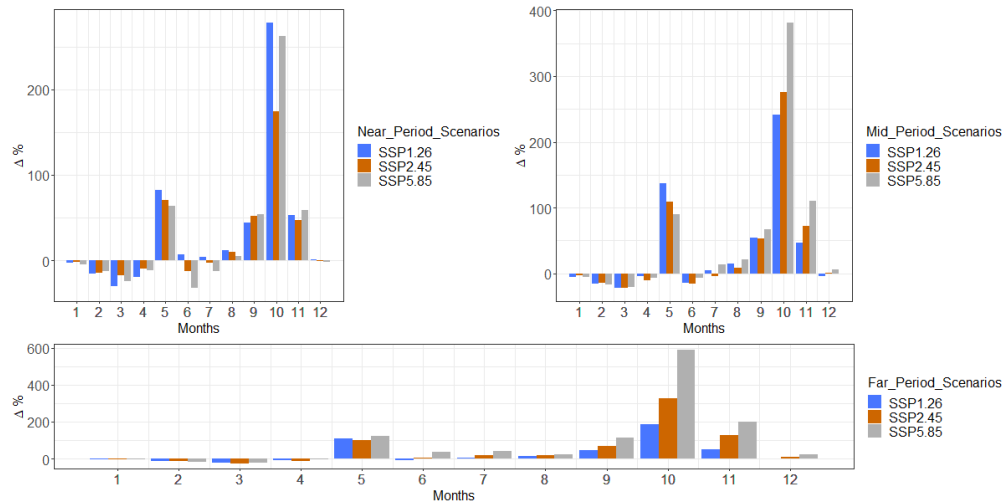 200
100
0
Δ %
1 2 3 4 5 6 7 8 9 10 11 12
Months
Near_Period_Scenarios
SSP1.26
SSP2.45
SSP5.85
400
300
200
100
0
Δ %
1 2 3 4 5 6 7 8 9 10 11 12
Months
Mid_Period_Scenarios
SSP1.26
SSP2.45
SSP5.85
600
400
200
0
Δ %
1 2 3 4 5 6 7 8 9 10 11 12
Months
Far_Period_Scenarios
SSP1.26
SSP2.45
SSP5.85